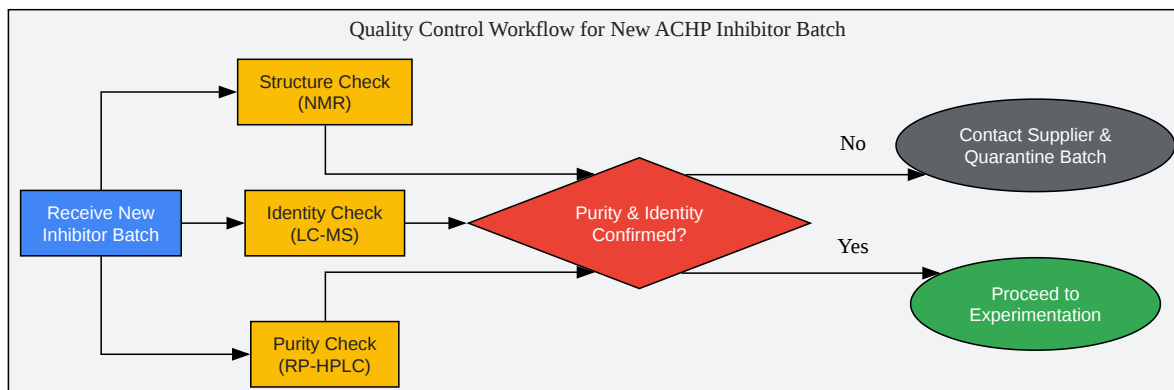 Quality Control Workflow for New ACHP Inhibitor Batch
Structure Check
(NMR)
Contact Supplier &
Quarantine Batch
No
Receive New
Inhibitor Batch
Identity Check
(LC-MS)
Purity & Identity
Confirmed?
Yes
Proceed to
Experimentation
Purity Check
(RP-HPLC)